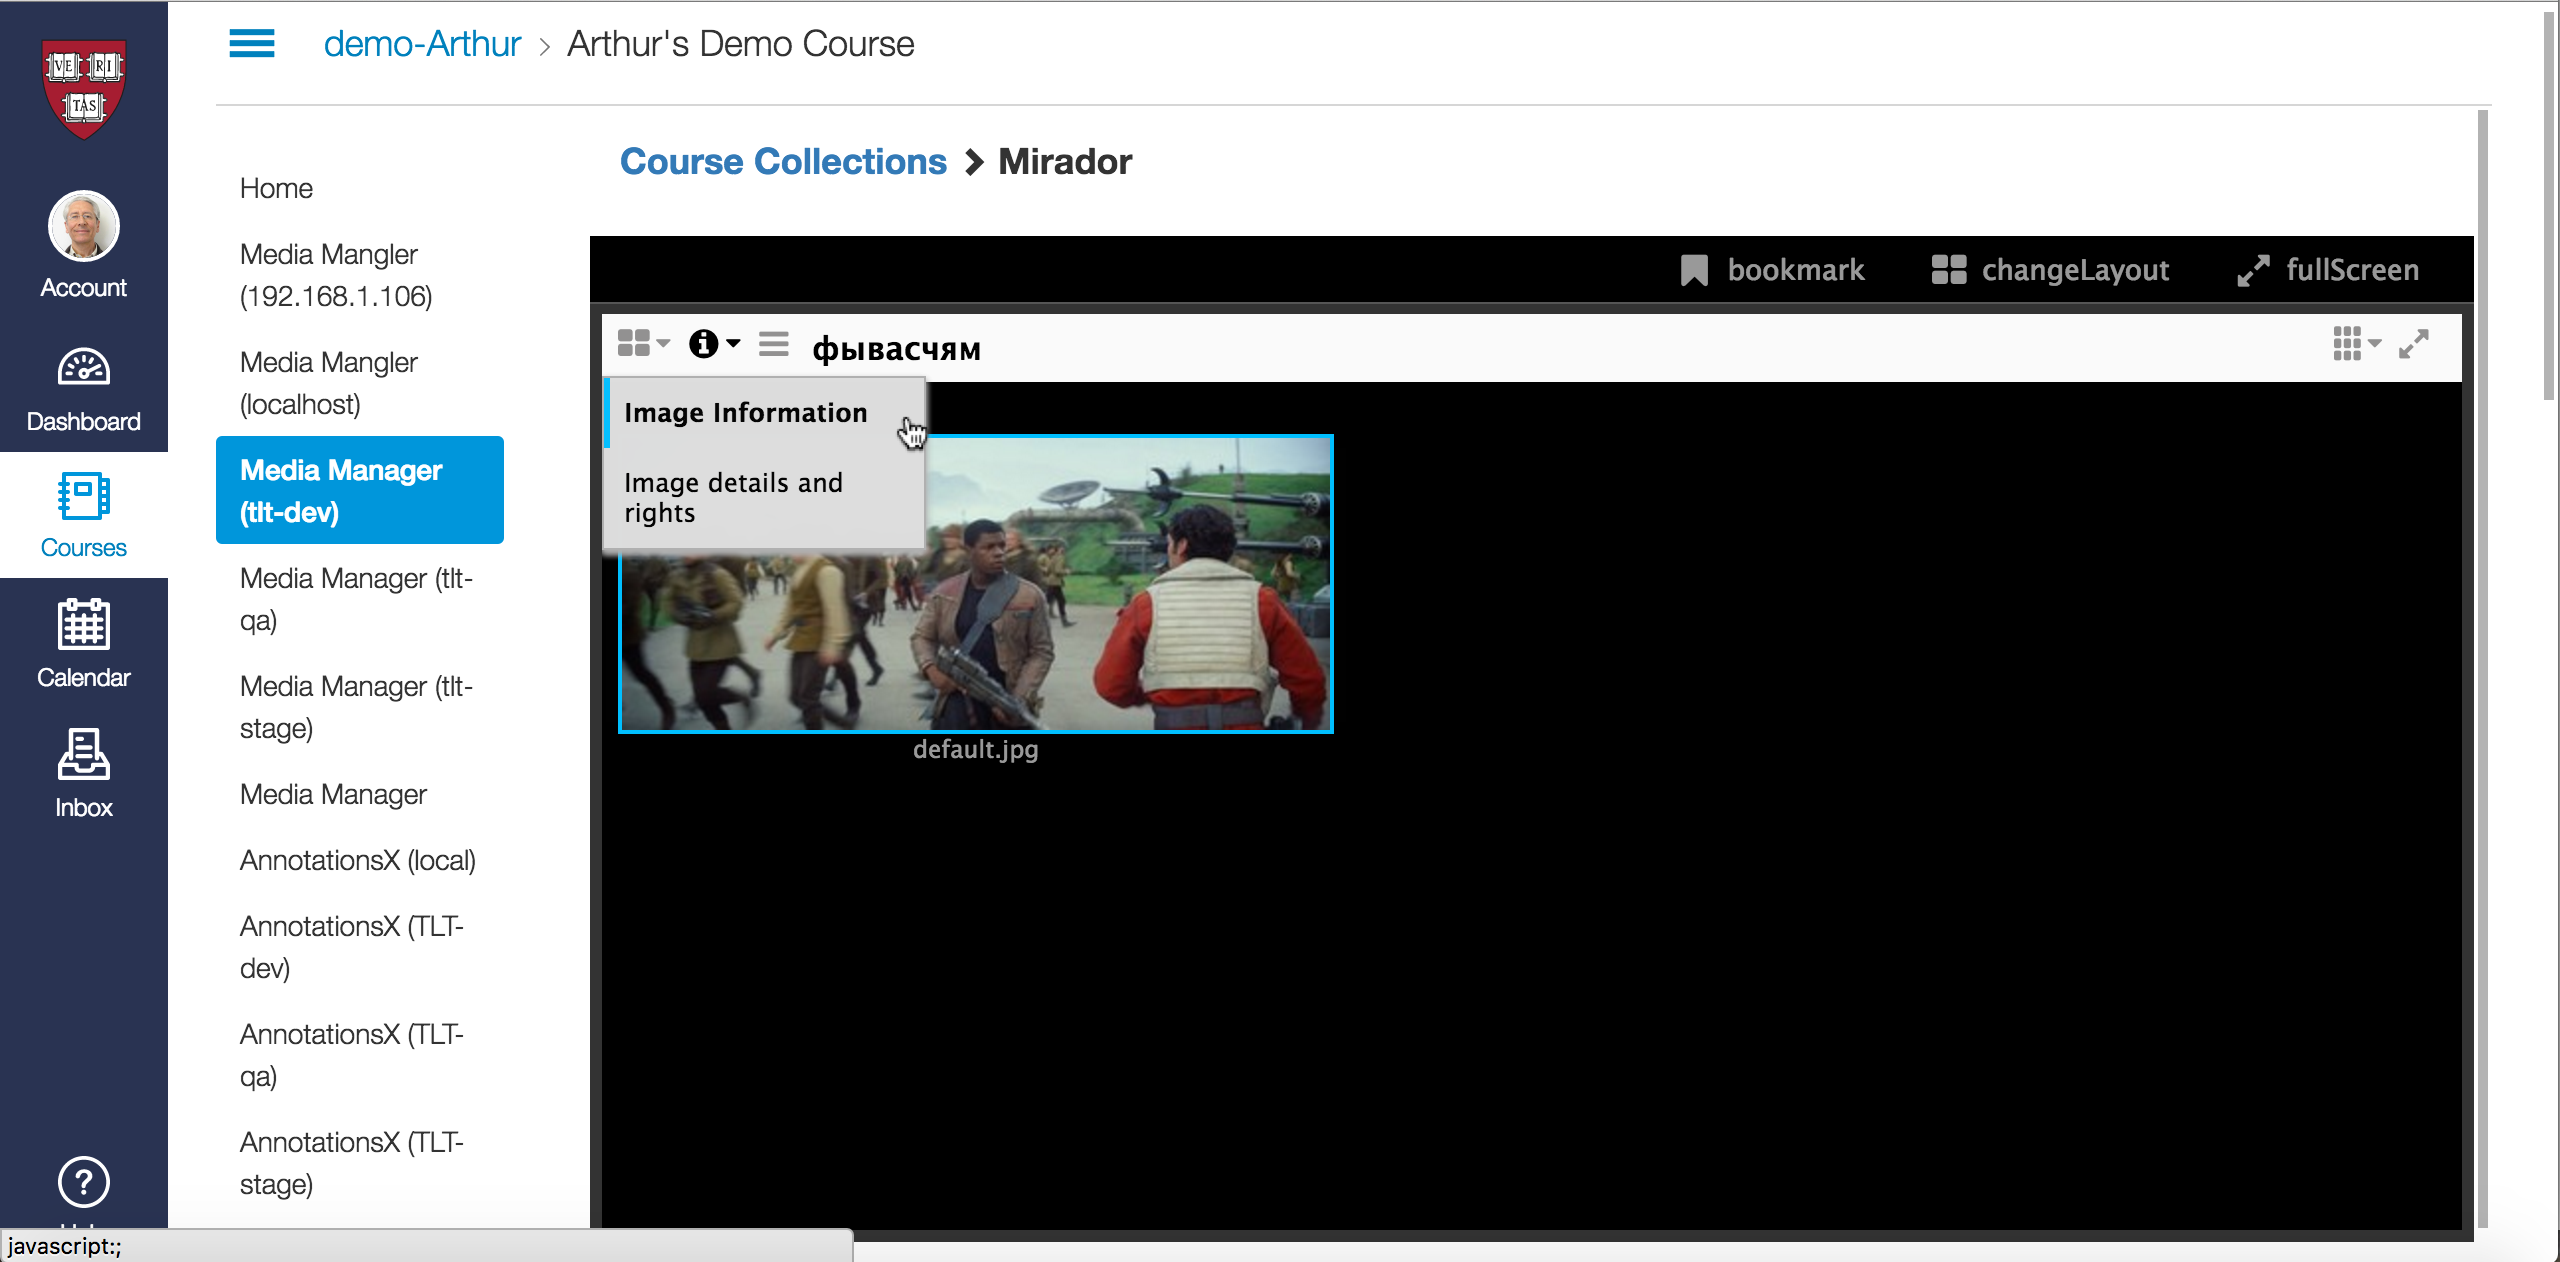 VE RI
TAS
Account
Dashboard
Courses
Calendar
Inbox
demo-Arthur > Arthur's Demo Course
Home
Media Mangler
(192.168.1.106)
Media Mangler
(localhost)
Media Manager
(tlt-dev)
Media Manager (tlt-
qa)
Media Manager (tlt-
stage)
Media Manager
AnnotationsX (local)
AnnotationsX (TLT-
dev)
AnnotationsX (TLT-
qa)
AnnotationsX (TLT-
stage)
Course Collections > Mirador
bookmark changeLayout fullScreen
фывасчям
Image Information
Image details and
rights
default.jpg
javascript:;